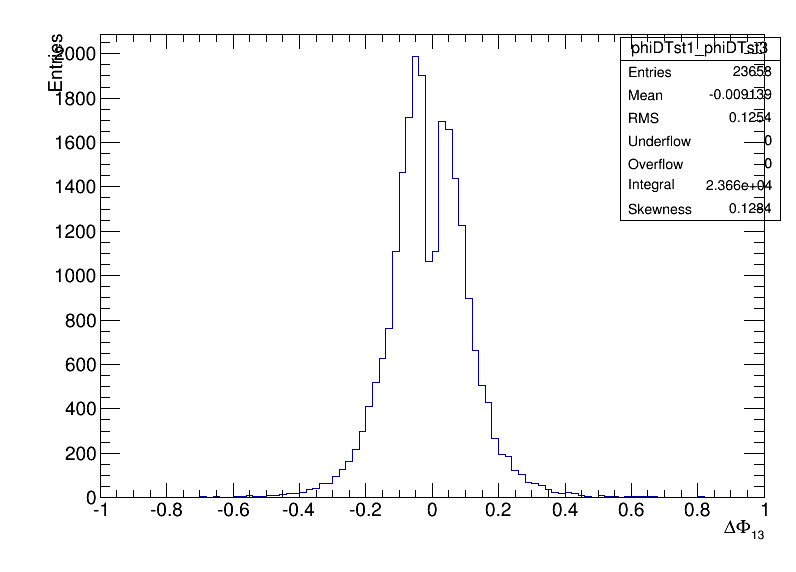 Entries
phiDTst1_phiDTst3
Entries 23658
Mean -0.009139
RMS 0.1254
Underflow 0
Overflow 0
Integral 2.366e+04
Skewness 0.1284
2000
1800
1600
1400
1200
1000
800
600
400
200
0
-1 -0.8 -0.6 -0.4 -0.2 0 0.2 0.4 0.6 0.8 1
ΔΦ13